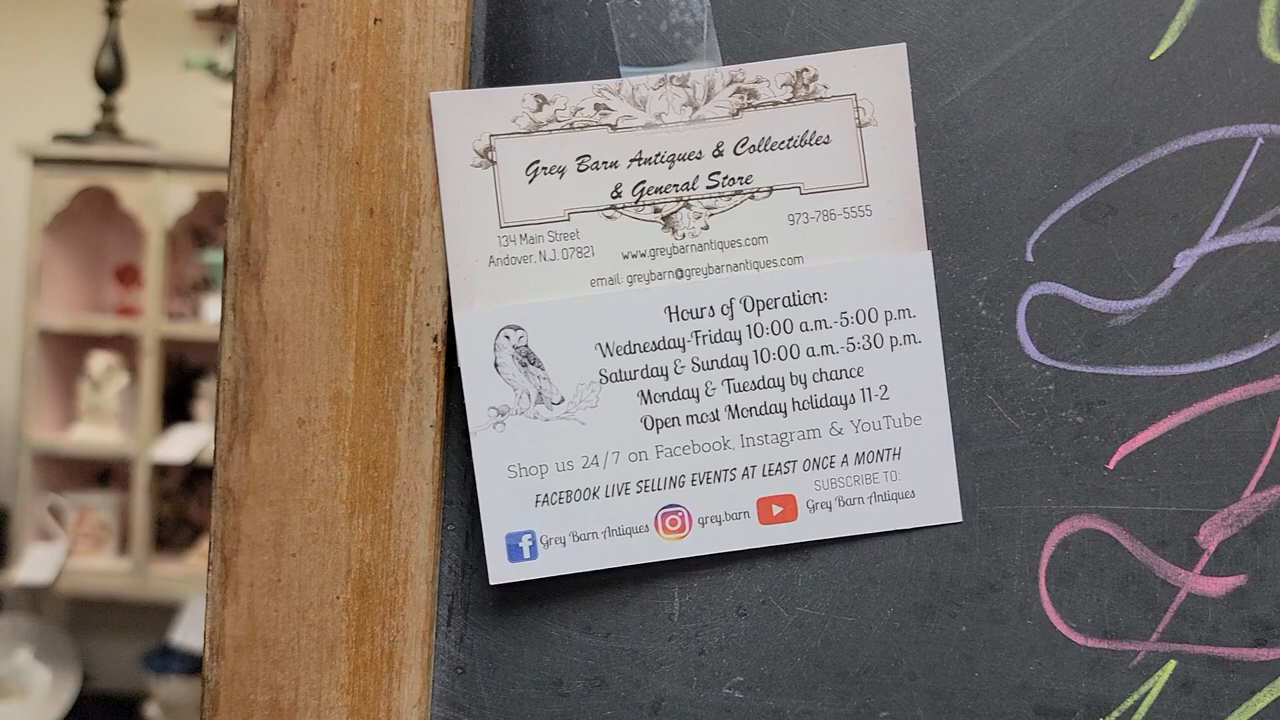 Grey Barn Antiques & Collectibles
& General Store
134 Main Street
Andover, N.J. 07821
973-786-5555
www.greybarnantiques.com
email: greybarn@greybarnantiques.com
Hours of Operation:
Wednesday-Friday 10:00 a.m.-5:00 p.m.
Saturday & Sunday 10:00 a.m.-5:30 p.m.
Monday & Tuesday by chance
Open most Monday holidays 11-2
Shop us 24/7 on Facebook, Instagram & YouTube
FACEBOOK LIVE SELLING EVENTS AT LEAST ONCE A MONTH
Grey Barn Antiques
grey.barn
SUBSCRIBE TO:
Grey Barn Antiques